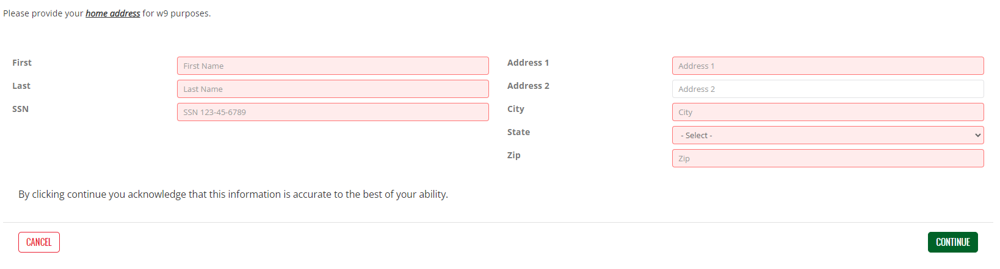 Please provide your home address for w9 purposes.
First
First Name
Last
Last Name
SSN
SSN 123-45-6789
Address 1
Address 1
Address 2
Address 2
City
City
State
- Select -
Zip
Zip
By clicking continue you acknowledge that this information is accurate to the best of your ability.
CANCEL
CONTINUE